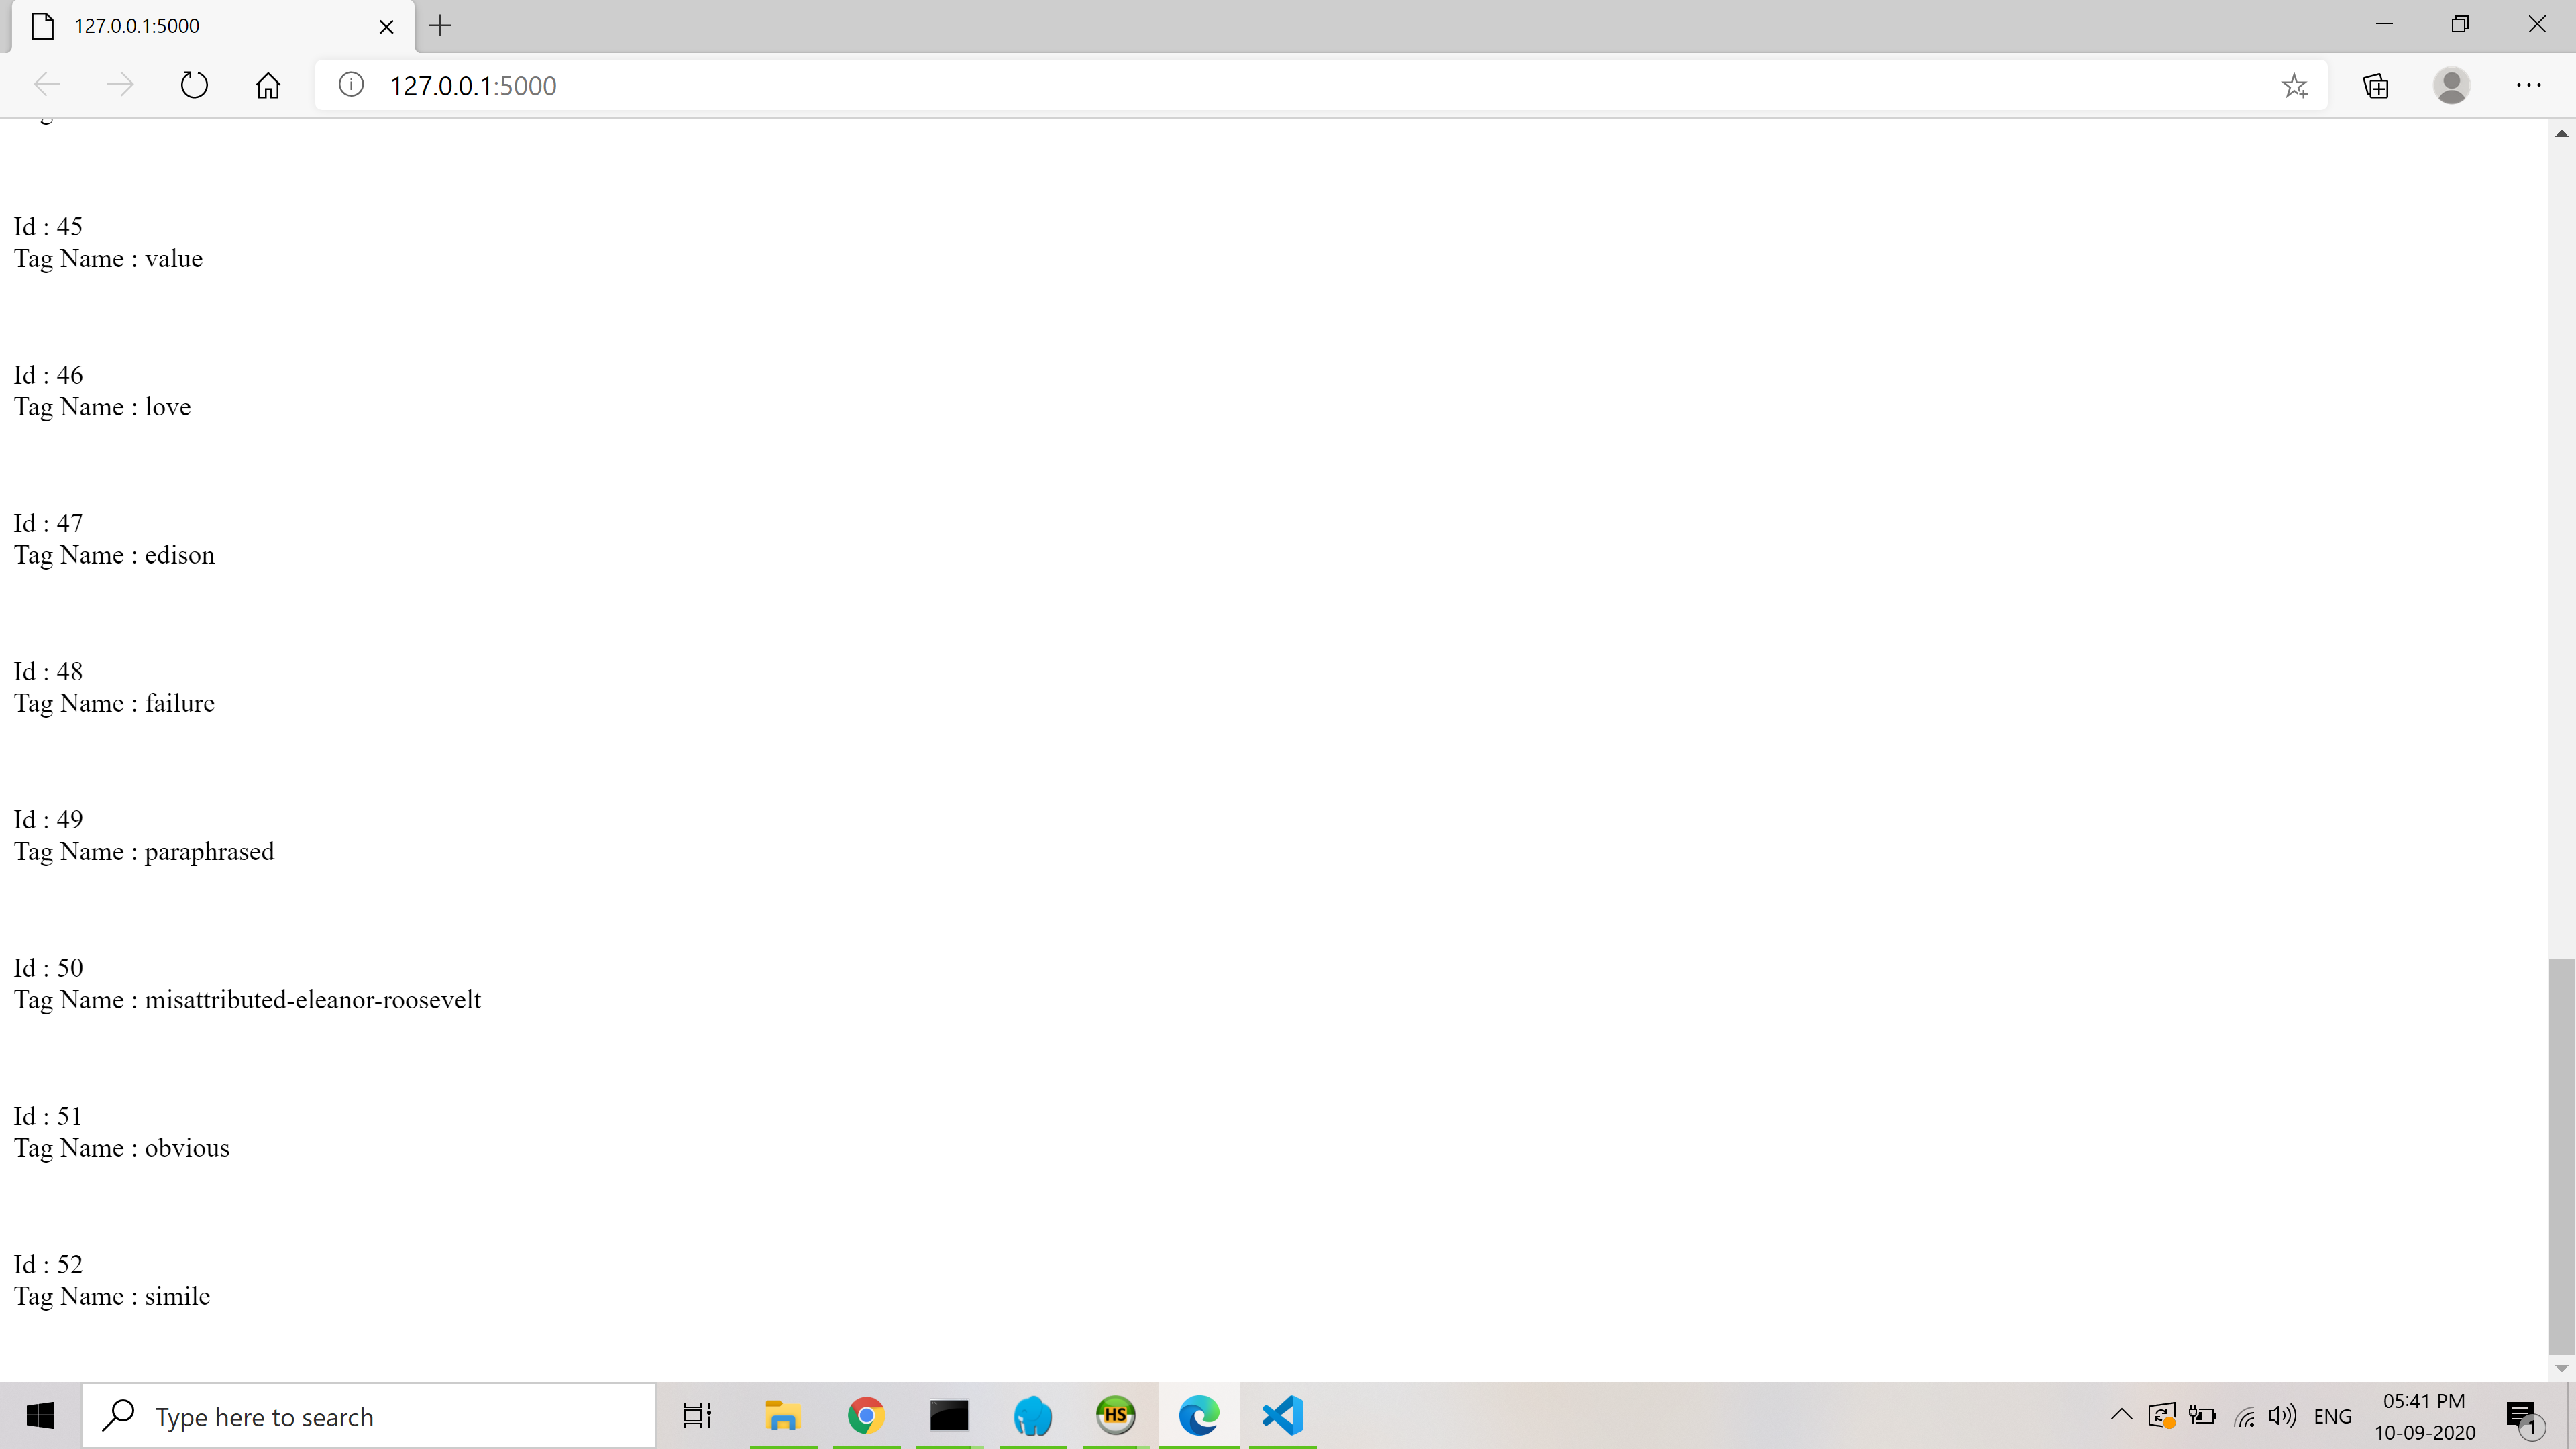 127.0.0.1:5000
127.0.0.1:5000
Id : 45
Tag Name : value
Id : 46
Tag Name : love
Id : 47
Tag Name : edison
Id : 48
Tag Name : failure
Id : 49
Tag Name : paraphrased
Id : 50
Tag Name : misattributed-eleanor-roosevelt
Id : 51
Tag Name : obvious
Id : 52
Tag Name : simile
Type here to search
HS
ENG
05:41 PM
10-09-2020
1